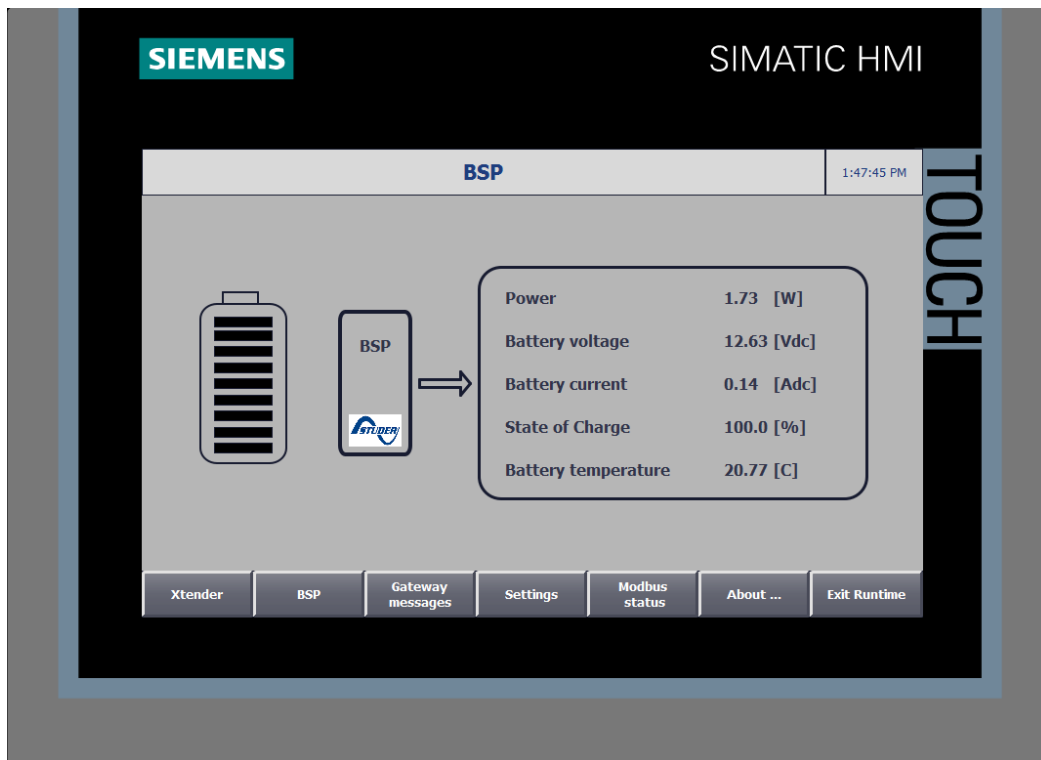 SIEMENS
SIMATIC HMI
TOUCH
BSP
1:47:45 PM
BSP
STUDER
Power 1.73 [W]
Battery voltage 12.63 [Vdc]
Battery current 0.14 [Adc]
State of Charge 100.0 [%]
Battery temperature 20.77 [C]
Xtender
BSP
Gateway
messages
Settings
Modbus
status
About ...
Exit Runtime